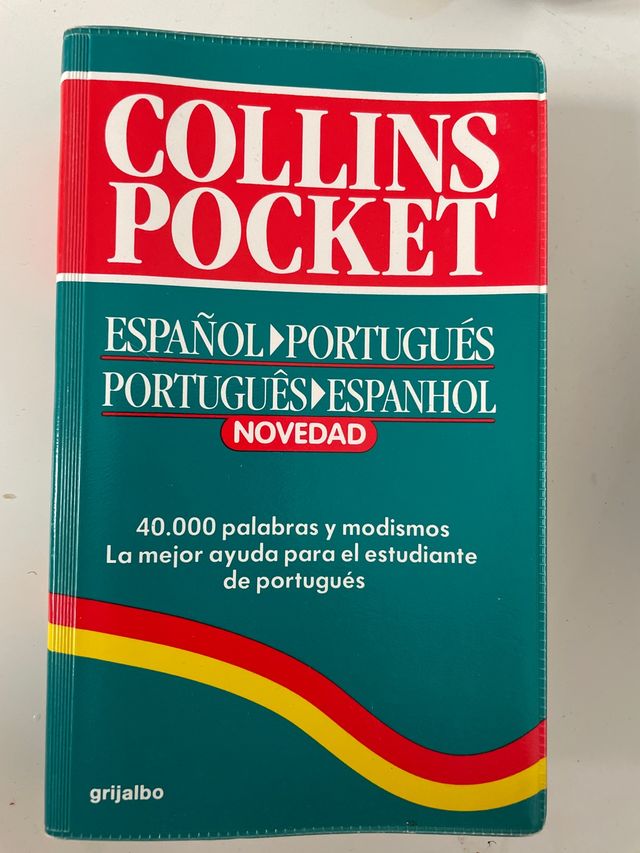 COLLINS
POCKET
ESPAÑOL▶PORTUGUÉS
PORTUGUÊS▶ESPANHOL
NOVEDAD
40.000 palabras y modismos
La mejor ayuda para el estudiante
de portugués
grijalbo